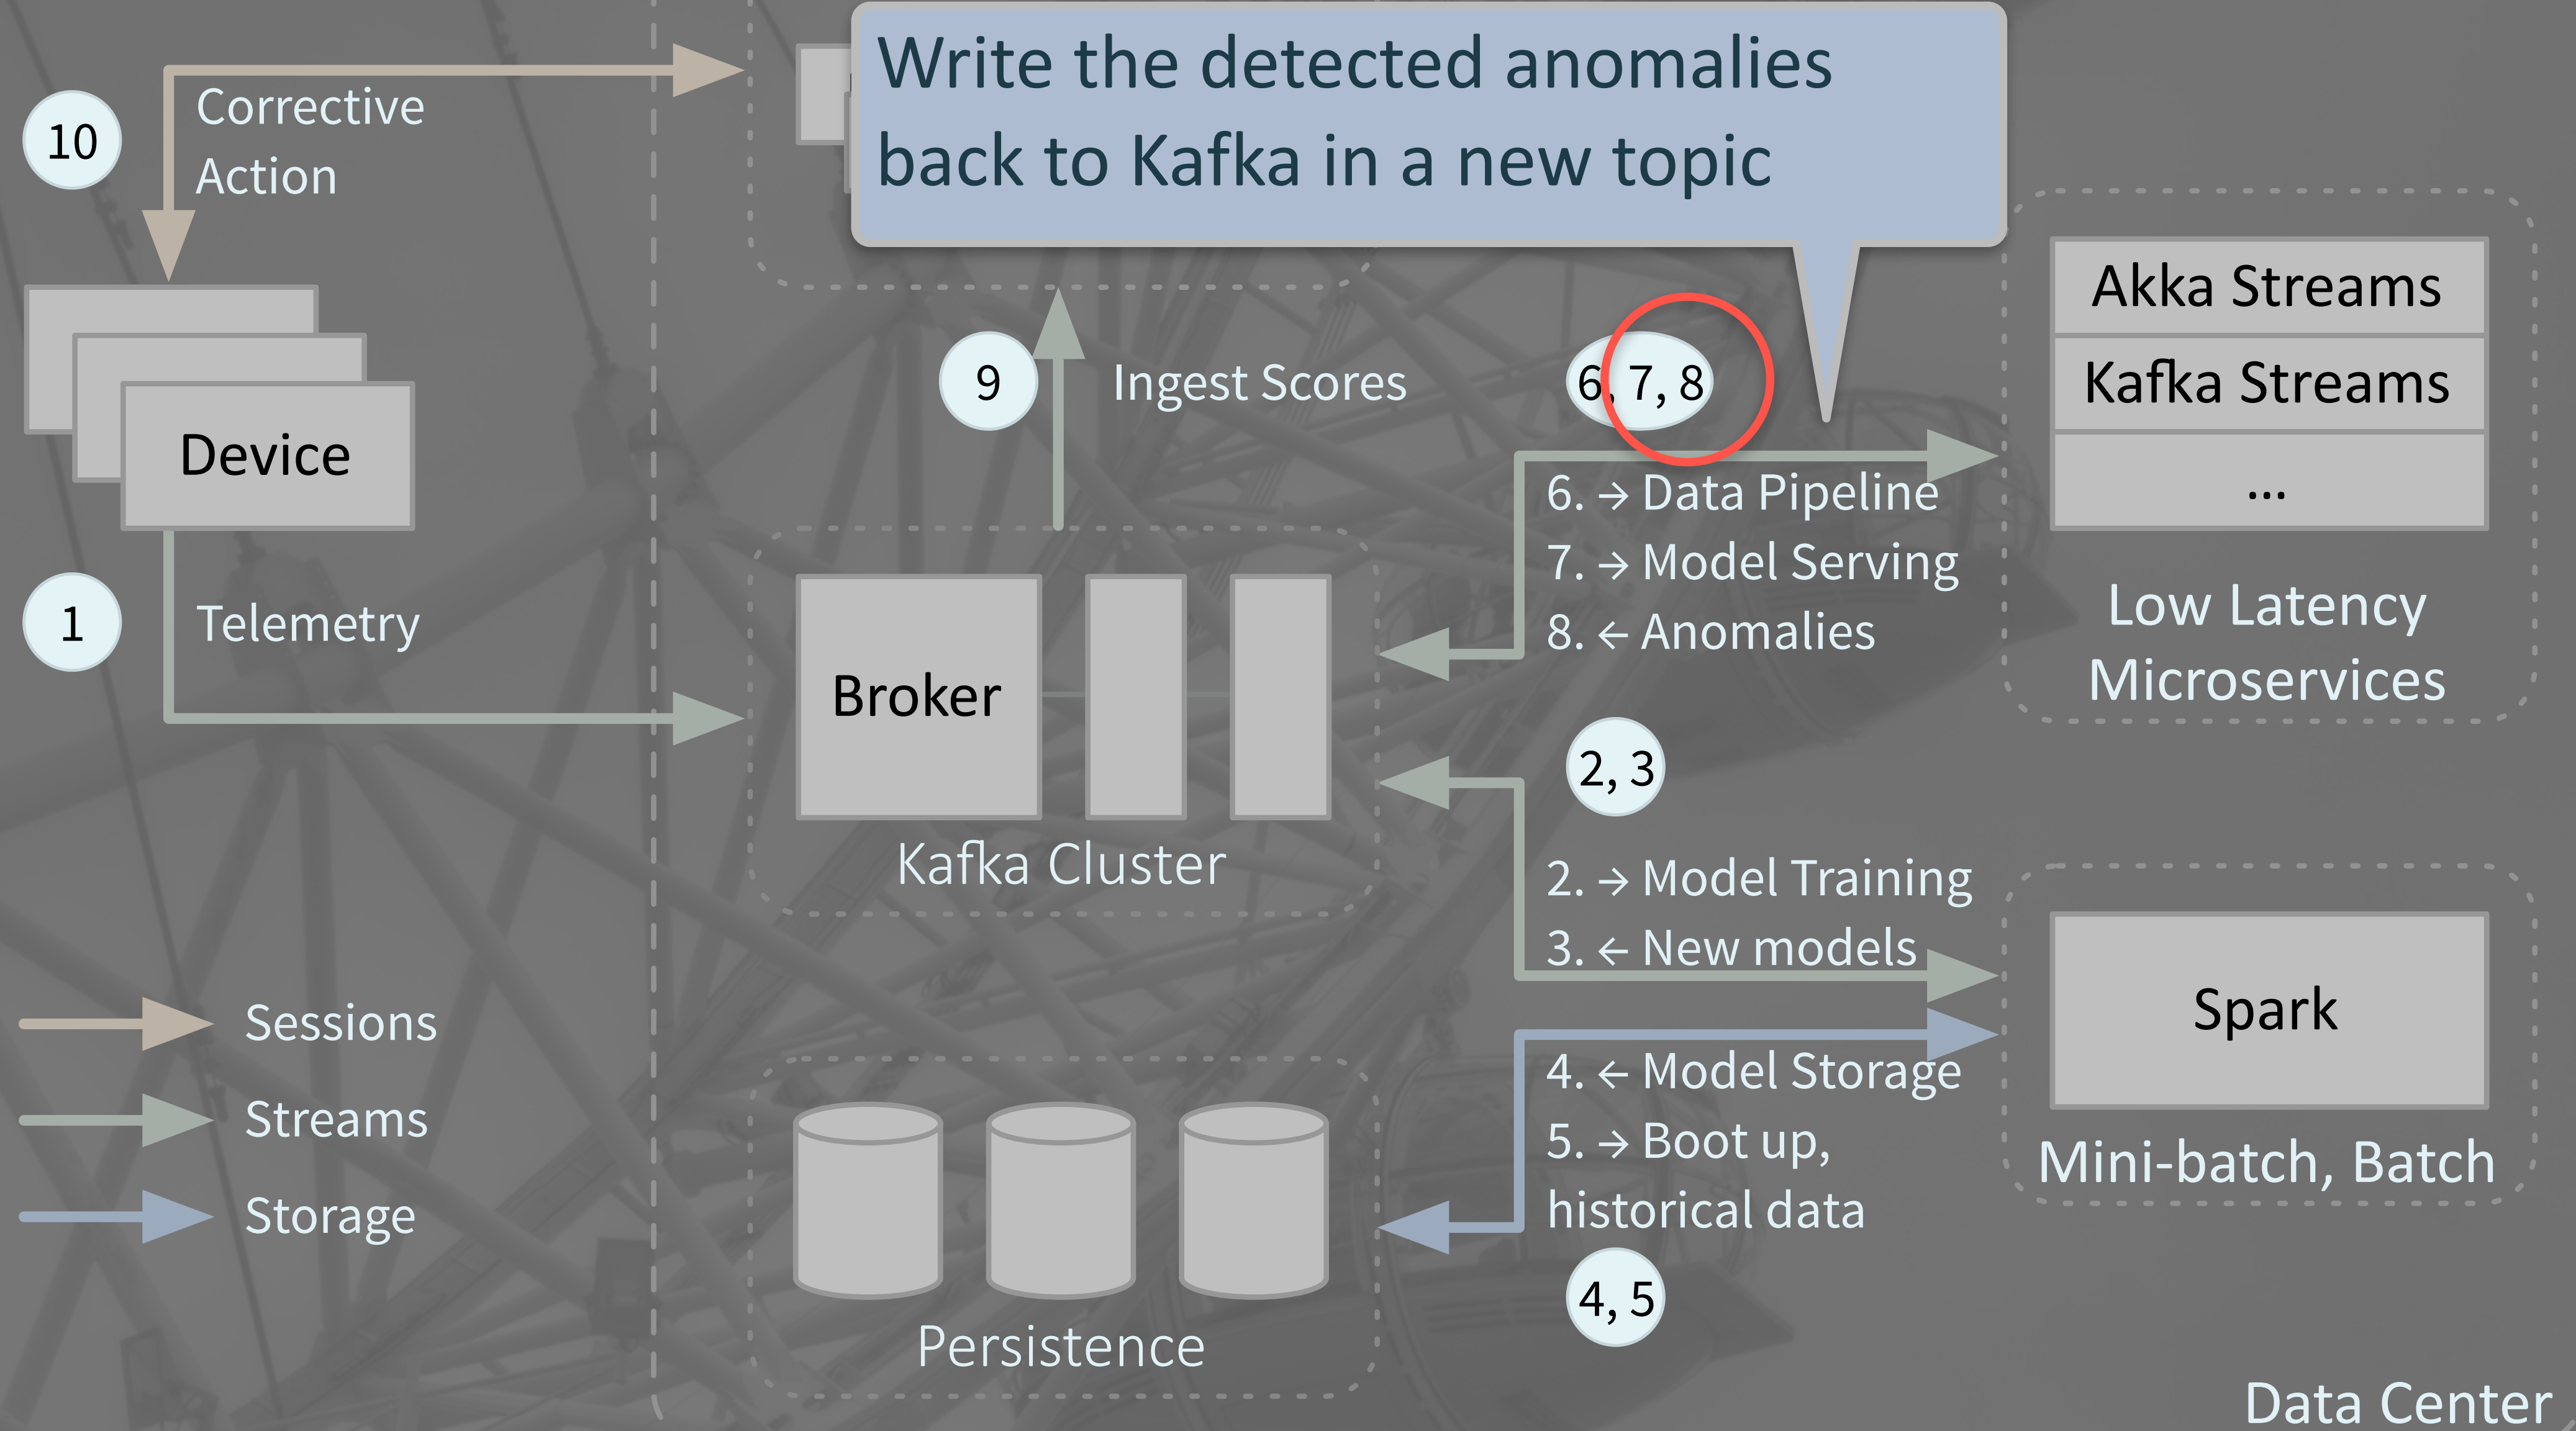 Write the detected anomalies
back to Kafka in a new topic
10
Corrective
Action
Device
1
Telemetry
9
Ingest Scores
6, 7, 8
6. → Data Pipeline
7. → Model Serving
8. ← Anomalies
Akka Streams
Kafka Streams
...
Low Latency
Microservices
Broker
Kafka Cluster
2, 3
2. → Model Training
3. ← New models
Spark
Mini-batch, Batch
4. ← Model Storage
5. → Boot up,
historical data
4, 5
Persistence
Sessions
Streams
Storage
Data Center